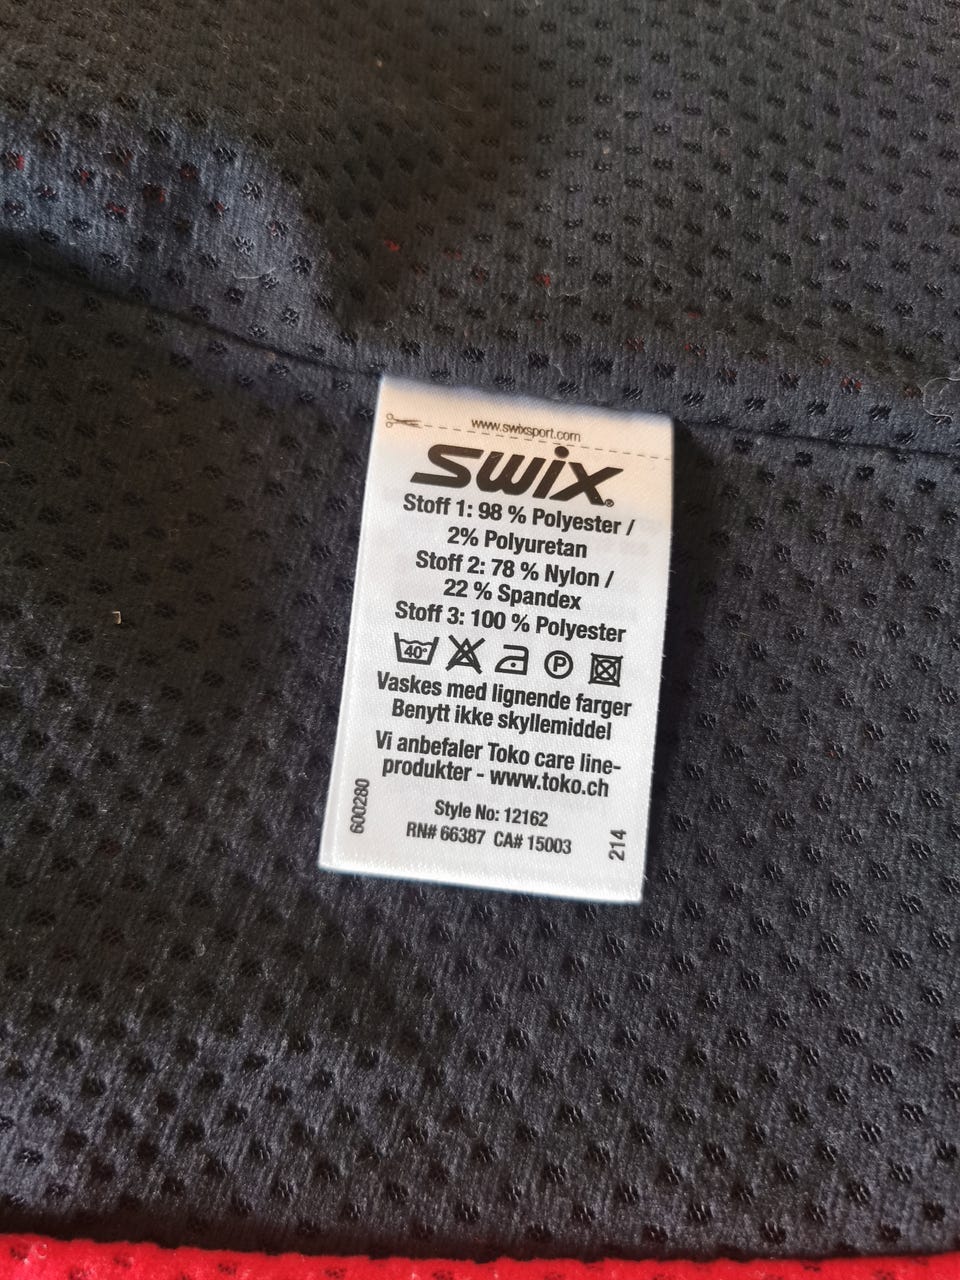 www.swixsport.com
swix®
Stoff 1: 98 % Polyester /
2% Polyuretan
Stoff 2: 78 % Nylon /
22 % Spandex
Stoff 3: 100 % Polyester
40° P
Vaskes med lignende farger
Benytt ikke skyllemiddel
Vi anbefaler Toko care line-
produkter - www.toko.ch
Style No: 12162
RN# 66387 CA# 15003
600280
214